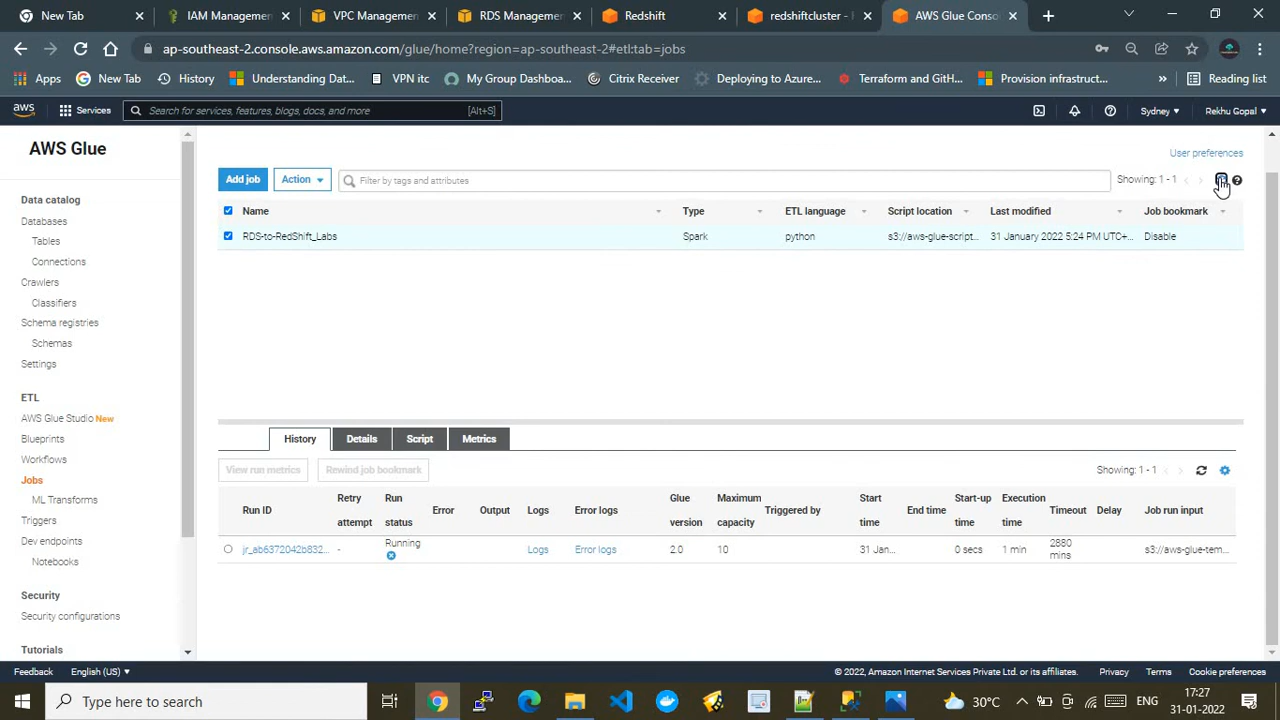 New Tab
IAM Management
VPC Management
RDS Management
Redshift
redshiftcluster -
AWS Glue Conso
ap-southeast-2.console.aws.amazon.com/glue/home?region=ap-southeast-2#etl:tab=jobs
Apps
New Tab
History
Understanding Dat...
VPN itc
My Group Dashboa...
Citrix Receiver
Deploying to Azure...
Terraform and GitH...
Provision infrastruct...
»
Reading list
aws
Services
Search for services, features, blogs, docs, and more
[Alt+S]
Sydney
Rekhu Gopal
AWS Glue
Data catalog
Databases
Tables
Connections
Crawlers
Classifiers
Schema registries
Schemas
Settings
ETL
AWS Glue Studio New
Blueprints
Workflows
Jobs
ML Transforms
Triggers
Dev endpoints
Notebooks
Security
Security configurations
Tutorials
User preferences
Add job
Action
Filter by tags and attributes
Showing: 1 - 1
Name
Type
ETL language
Script location
Last modified
Job bookmark
RDS-to-RedShift_Labs
Spark
python
s3://aws-glue-script...
31 January 2022 5:24 PM UTC+...
Disable
History
Details
Script
Metrics
View run metrics
Rewind job bookmark
Showing: 1 - 1
Run ID
Retry attempt
Run status
Error
Output
Logs
Error logs
Glue version
Maximum capacity
Triggered by
Start time
End time
Start-up time
Execution time
Timeout
Delay
Job run input
jr_ab6372042b832...
-
Running
Logs
Error logs
2.0
10
31 Jan...
0 secs
1 min
2880 mins
s3://aws-glue-tem...
Feedback
English (US)
© 2022, Amazon Internet Services Private Ltd. or its affiliates.
Privacy
Terms
Cookie preferences
Type here to search
30°C
ENG
17:27
31-01-2022